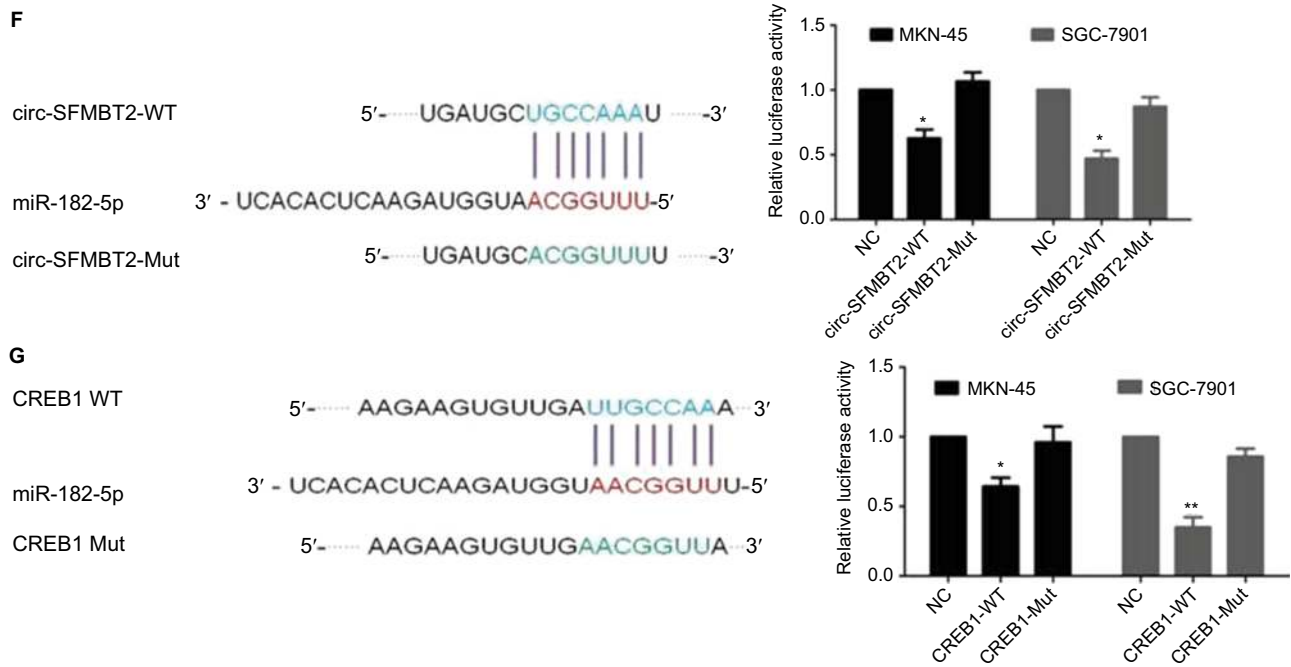 F
circ-SFMBT2-WT
5′-······UGAUGCUGCCAAAU ······-3′
miR-182-5p
3′ - UCACACUCAAGAUGGUAACGGUUU-5′
circ-SFMBT2-Mut
5′-······UGAUGCACGGUUUU ······-3′
Relative luciferase activity
1.5
1.0
0.5
0.0
MKN-45
SGC-7901
*
*
NC
circ-SFMBT2-WT
circ-SFMBT2-Mut
NC
circ-SFMBT2-WT
circ-SFMBT2-Mut
G
CREB1 WT
5′-······ AAGAAGUGUUGAUUGCCAAA ··· 3′
miR-182-5p
3′ - UCACACUCAAGAUGGUAACGGUUU-5′
CREB1 Mut
5′-······ AAGAAGUGUUGAACGGUUA ··· 3′
Relative luciferase activity
1.5
1.0
0.5
0.0
MKN-45
SGC-7901
*
**
NC
CREB1-WT
CREB1-Mut
NC
CREB1-WT
CREB1-Mut